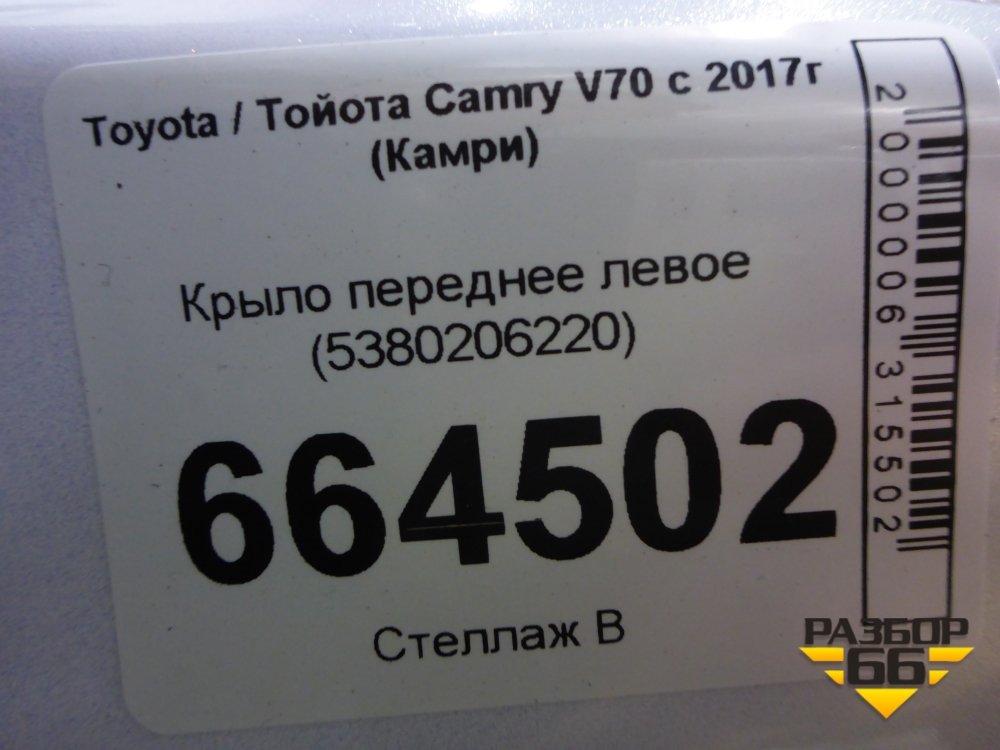 Toyota / Тойота Camry V70 с 2017г
(Камри)
Крыло переднее левое
(5380206220)
664502
Стеллаж В
2000006315502
РАЗБОР
66